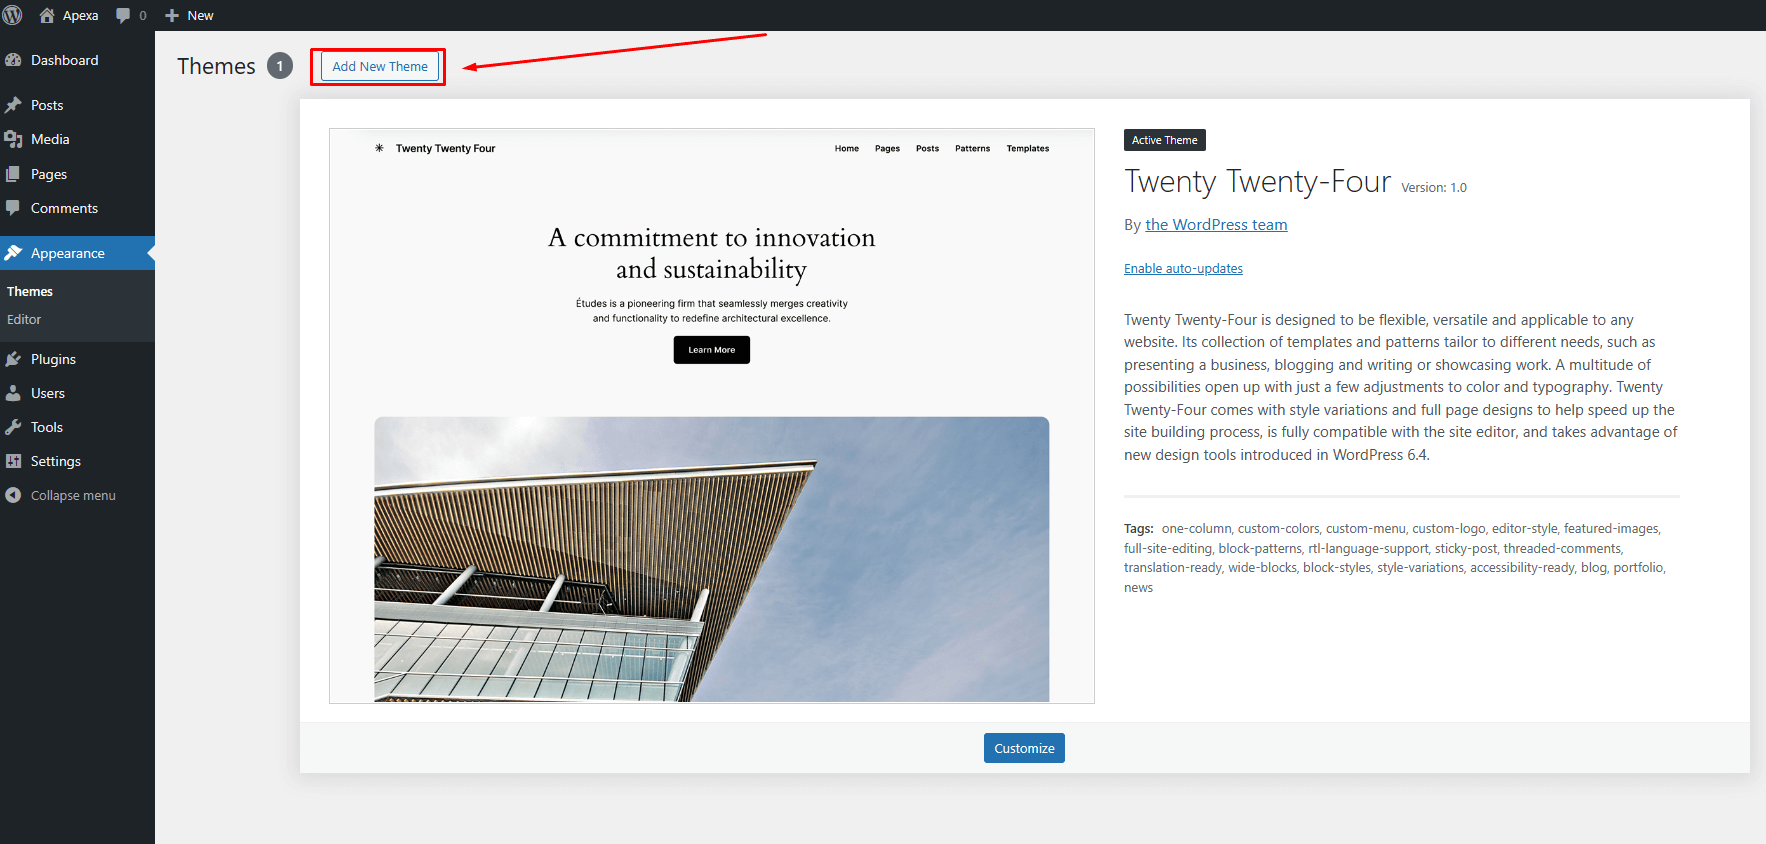 Apexa
0
New
Dashboard
Posts
Media
Pages
Comments
Appearance
Themes
Editor
Plugins
Users
Tools
Settings
Collapse menu
Themes 1 Add New Theme
Twenty Twenty Four
Home Pages Posts Patterns Templates
A commitment to innovation
and sustainability
Études is a pioneering firm that seamlessly merges creativity
and functionality to redefine architectural excellence.
Learn More
Active Theme
Twenty Twenty-Four Version: 1.0
By the WordPress team
Enable auto-updates
Twenty Twenty-Four is designed to be flexible, versatile and applicable to any
website. Its collection of templates and patterns tailor to different needs, such as
presenting a business, blogging and writing or showcasing work. A multitude of
possibilities open up with just a few adjustments to color and typography. Twenty
Twenty-Four comes with style variations and full page designs to help speed up the
site building process, is fully compatible with the site editor, and takes advantage of
new design tools introduced in WordPress 6.4.
Tags: one-column, custom-colors, custom-menu, custom-logo, editor-style, featured-images,
full-site-editing, block-patterns, rtl-language-support, sticky-post, threaded-comments,
translation-ready, wide-blocks, block-styles, style-variations, accessibility-ready, blog, portfolio,
news
Customize